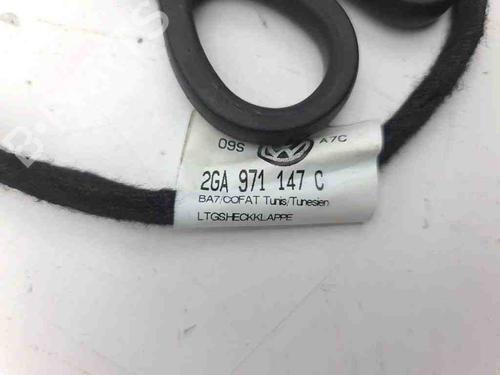 09S A7C
2GA 971 147 C
BA7/COFAT Tunis/Tunesien
LTGSHECKKLAPPE